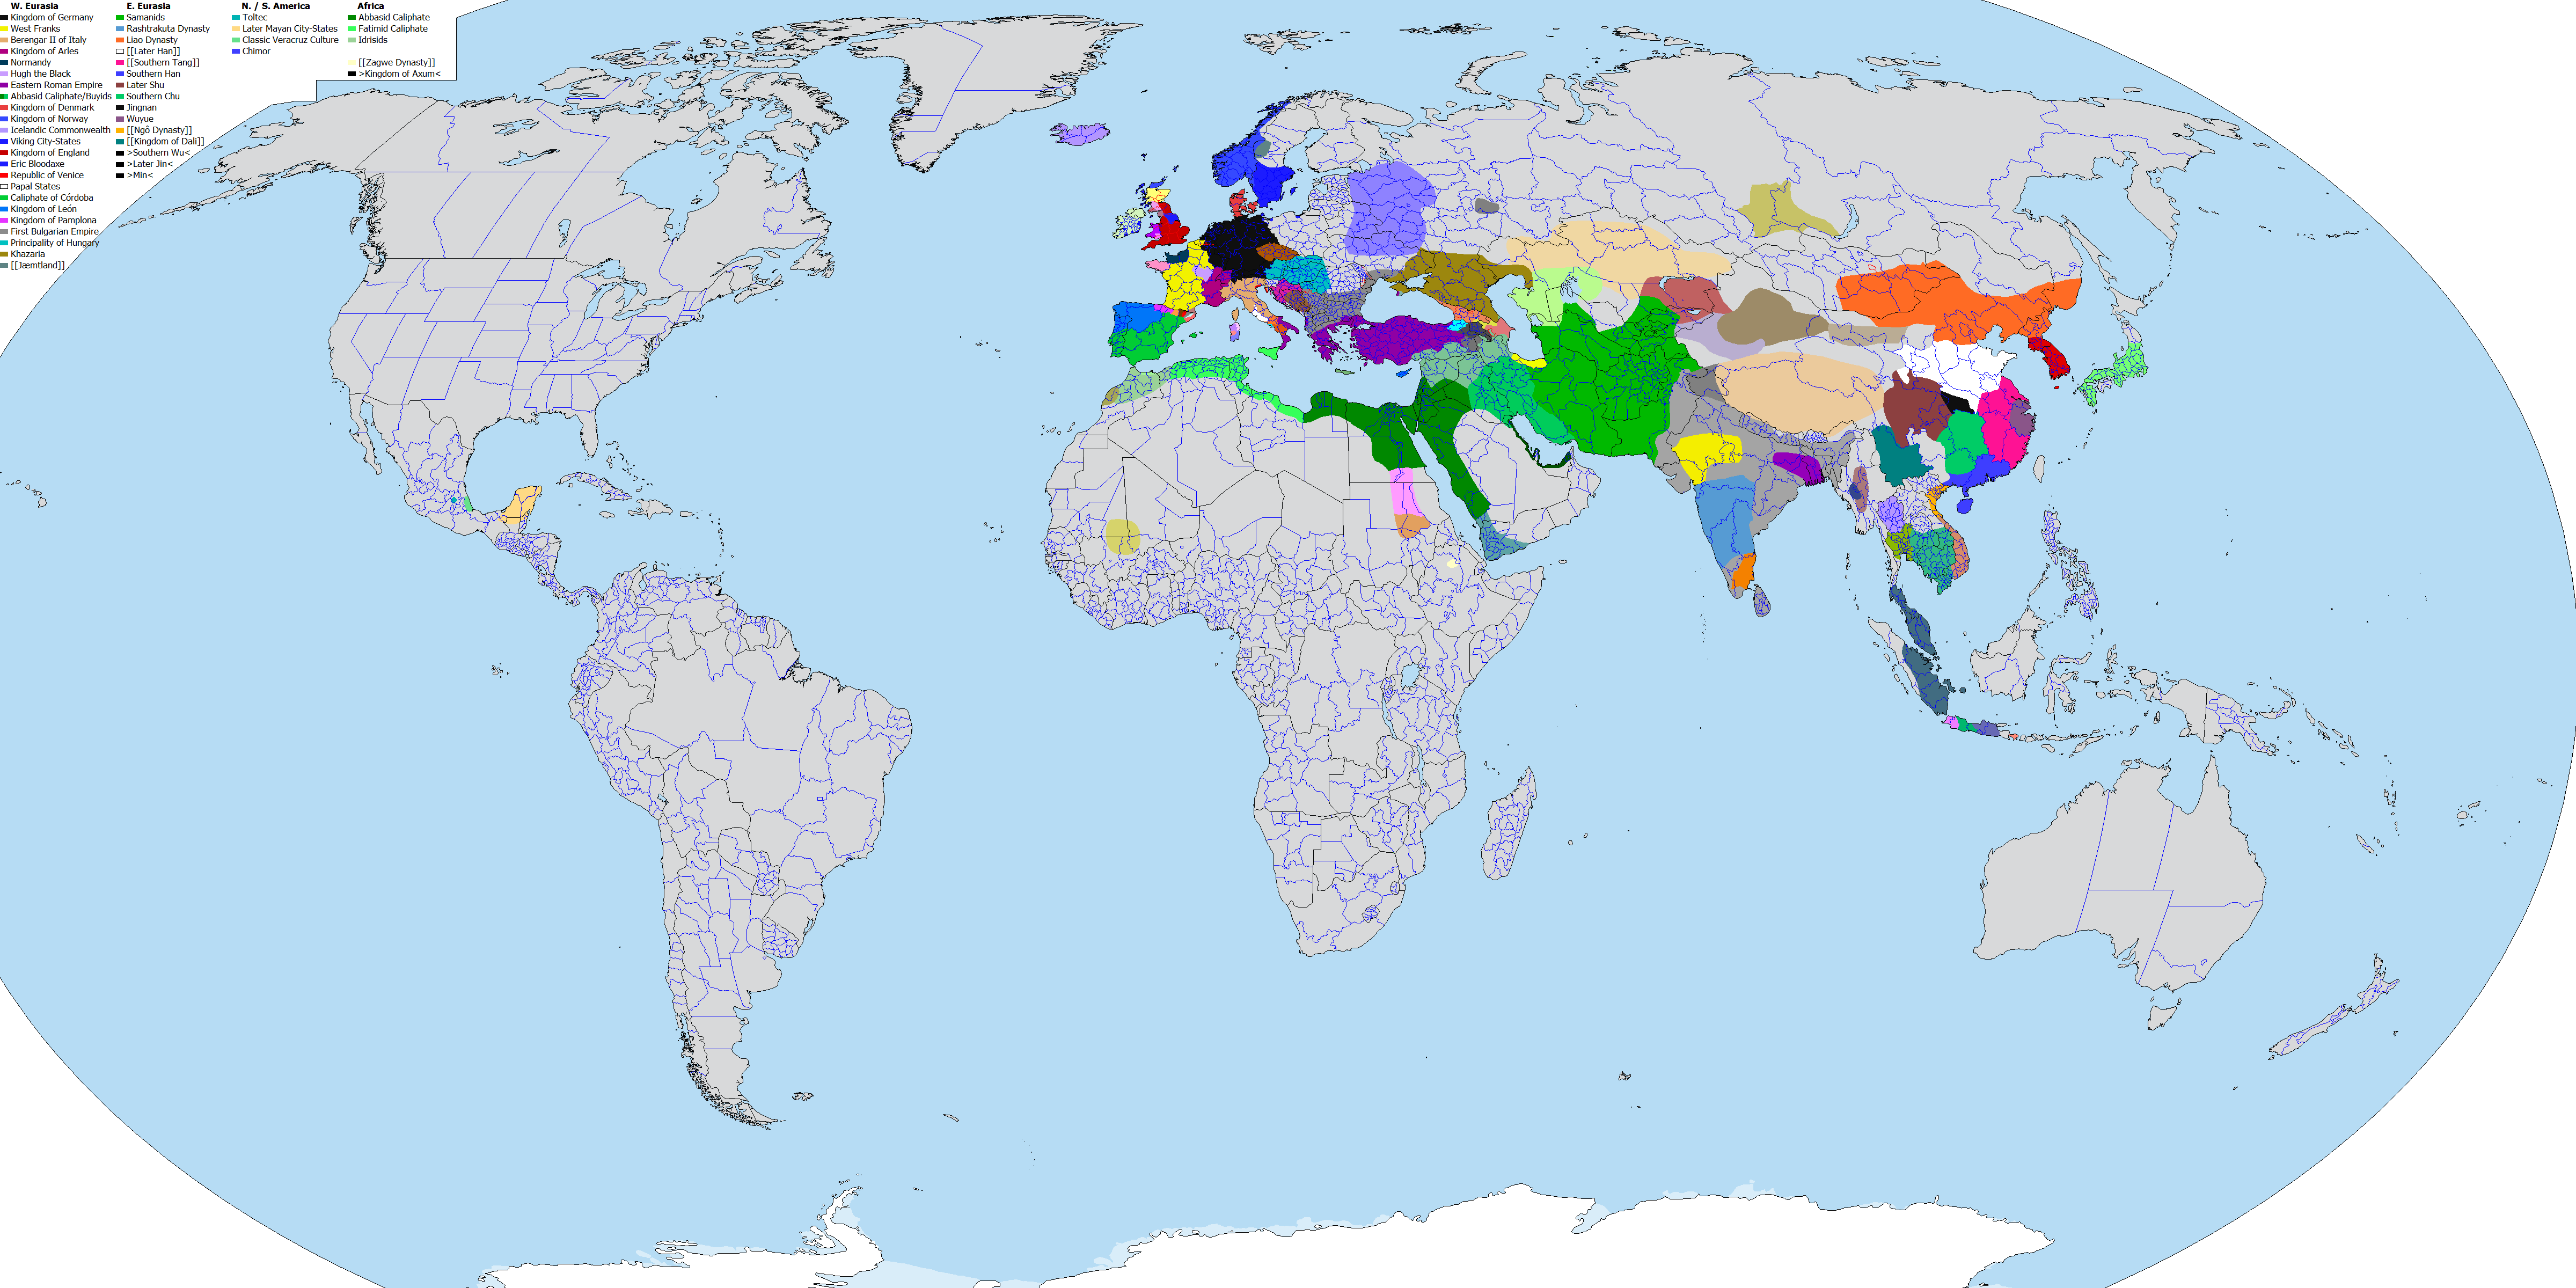 W. Eurasia
Kingdom of Germany
West Franks
Berengar II of Italy
Kingdom of Arles
Normandy
Hugh the Black
Eastern Roman Empire
Abbasid Caliphate/Buyids
Kingdom of Denmark
Kingdom of Norway
Icelandic Commonwealth
Viking City-States
Kingdom of England
Eric Bloodaxe
Republic of Venice
Papal States
Caliphate of Córdoba
Kingdom of León
Kingdom of Pamplona
First Bulgarian Empire
Principality of Hungary
Khazaria
[[Jæmtland]]
E. Eurasia
Samanids
Rashtrakuta Dynasty
Liao Dynasty
[[Later Han]]
[[Southern Tang]]
Southern Han
Later Shu
Southern Chu
Jingnan
Wuyue
[[Ngô Dynasty]]
[[Kingdom of Dali]]
>Southern Wu<
>Later Jin<
>Min<
N. / S. America
Toltec
Later Mayan City-States
Classic Veracruz Culture
Chimor
Africa
Abbasid Caliphate
Fatimid Caliphate
Idrisids
[[Zagwe Dynasty]]
>Kingdom of Axum<